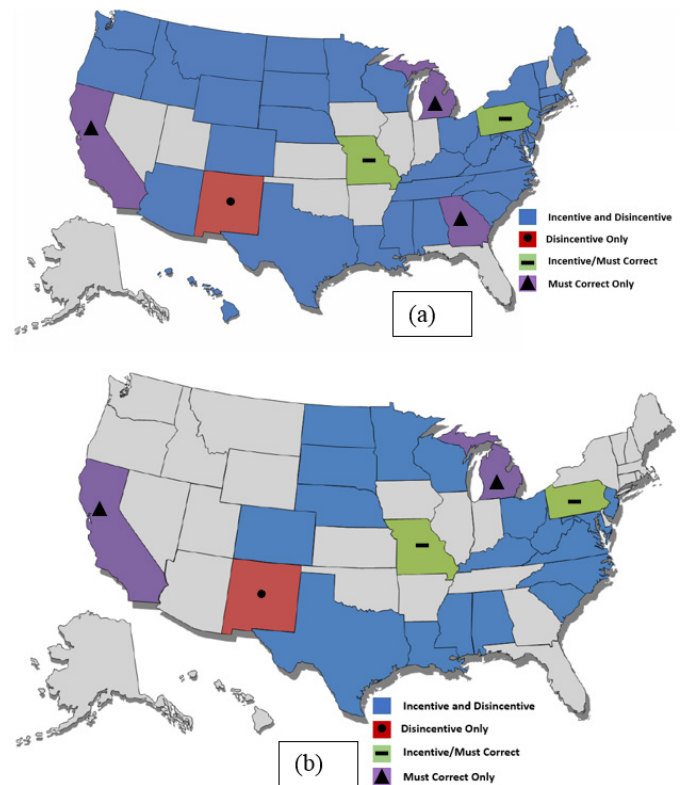 Incentive and Disincentive
Disincentive Only
Incentive/Must Correct
Must Correct Only
(a)
Incentive and Disincentive
Disincentive Only
Incentive/Must Correct
Must Correct Only
(b)